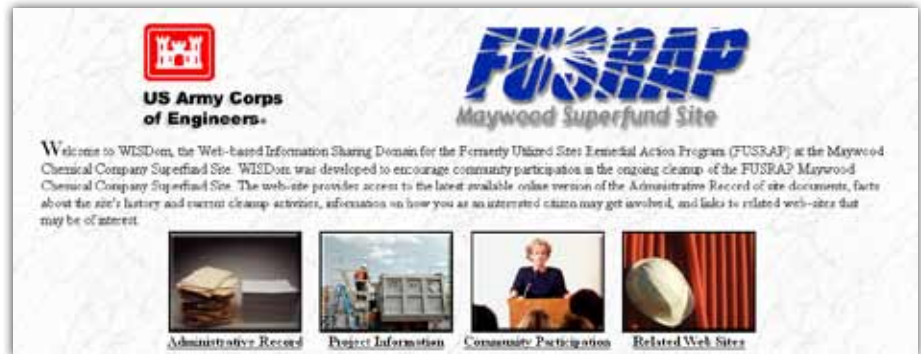 US Army Corps
of Engineers®
FUSRAP
Maywood Superfund Site
Welcome to WISDom, the Web-based Information Sharing Domain for the Formerly Utilized Sites Remedial Action Program (FUSRAP) at the Maywood
Chemical Company Superfund Site. WISDom was developed to encourage community participation in the ongoing cleanup of the FUSRAP Maywood
Chemical Company Superfund Site. The web-site provides access to the latest available online version of the Administrative Record of site documents, facts
about the site's history and current cleanup activities, information on how you as an interested citizen may get involved, and links to related web-sites that
may be of interest.
Administrative Record Project Information Community Participation Related Web Sites